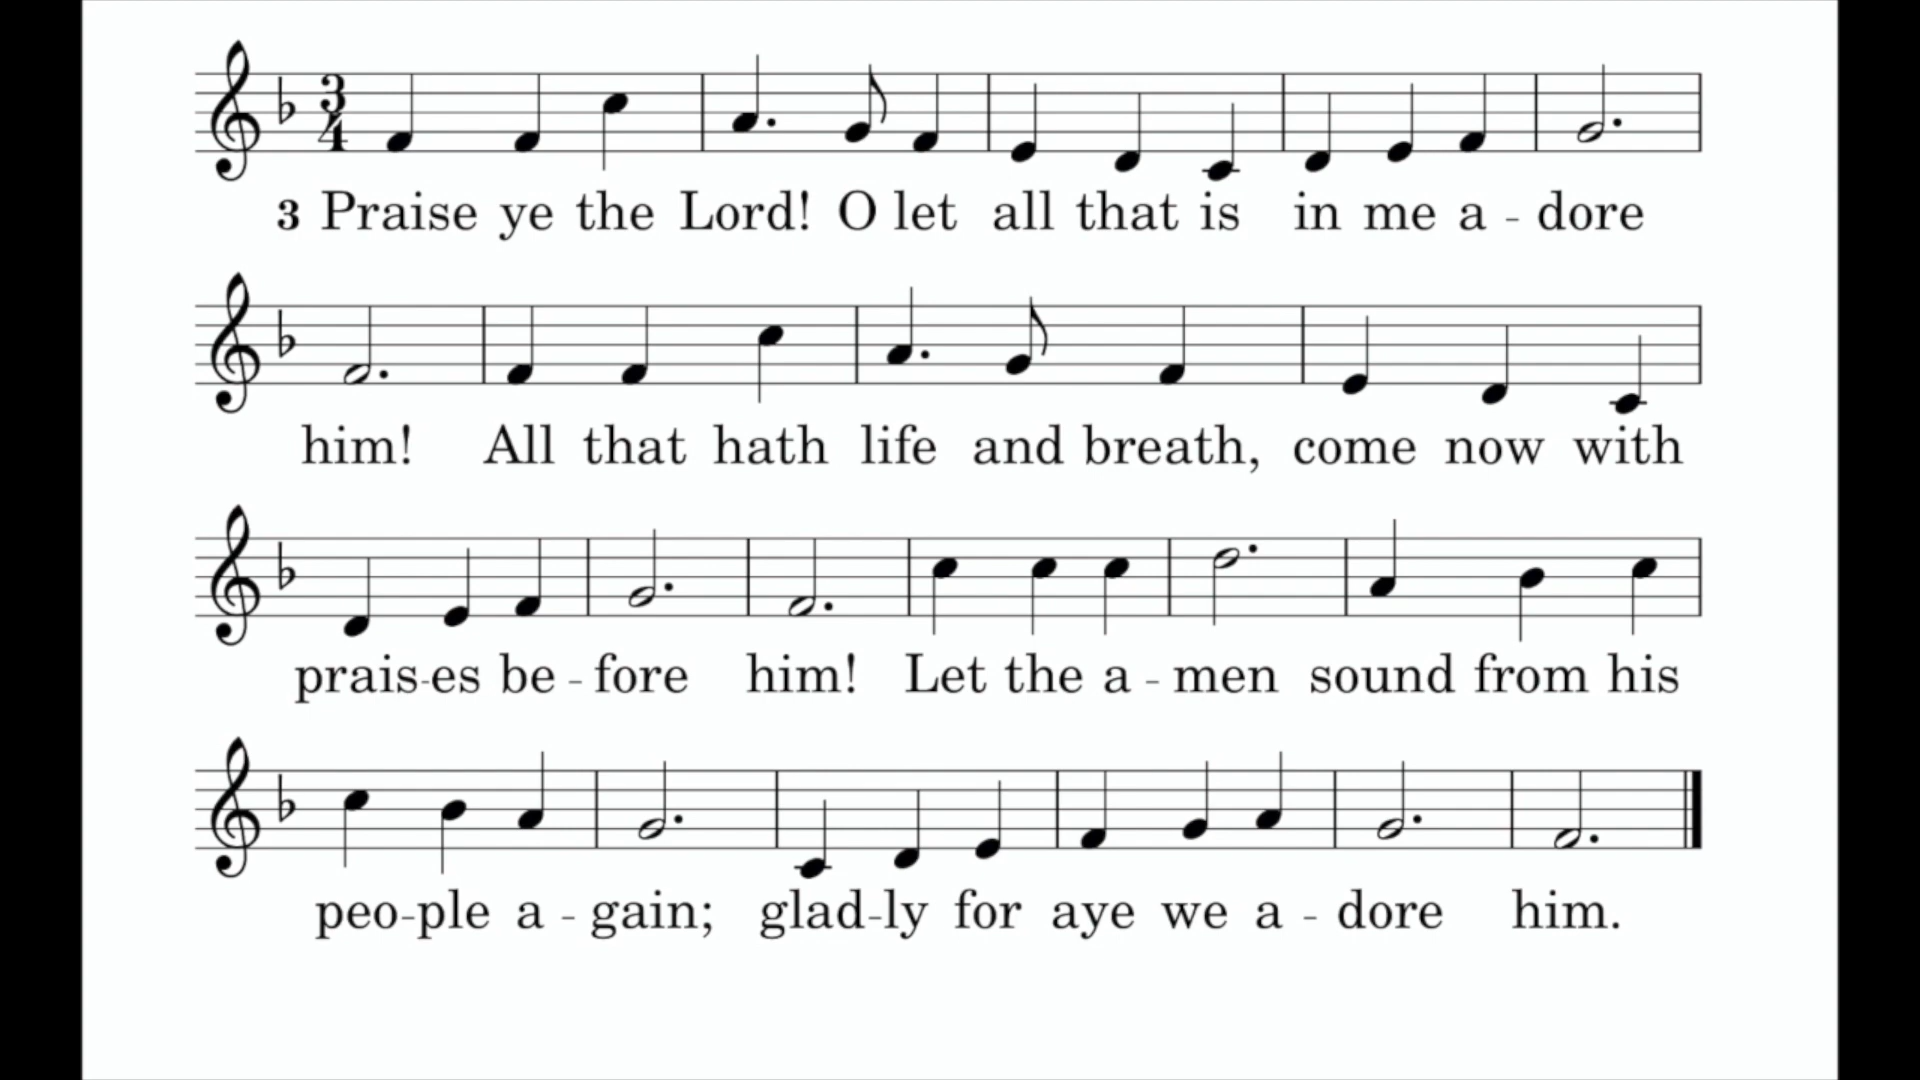 3 Praise ye the Lord! O let all that is in me a - dore
him! All that hath life and breath, come now with
prais-es be - fore him! Let the a - men sound from his
peo-ple a - gain; glad-ly for aye we a - dore him.